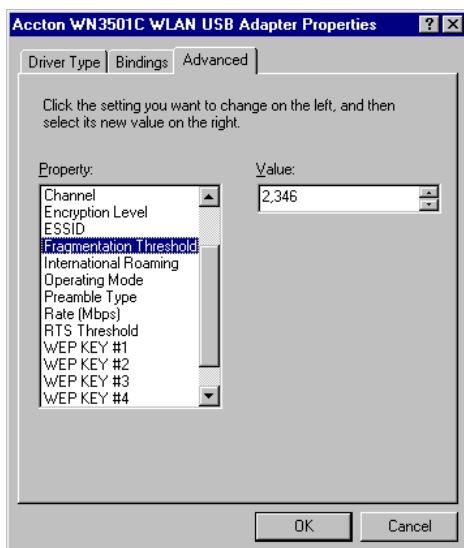 Accton WN3501C WLAN USB Adapter Properties
Driver Type
Bindings
Advanced
Click the setting you want to change on the left, and then
select its new value on the right.
Property:
Value:
Channel
Encryption Level
ESSID
Fragmentation Threshold
International Roaming
Operating Mode
Preamble Type
Rate (Mbps)
RTS Threshold
WEP KEY #1
WEP KEY #2
WEP KEY #3
WEP KEY #4
2,346
OK
Cancel